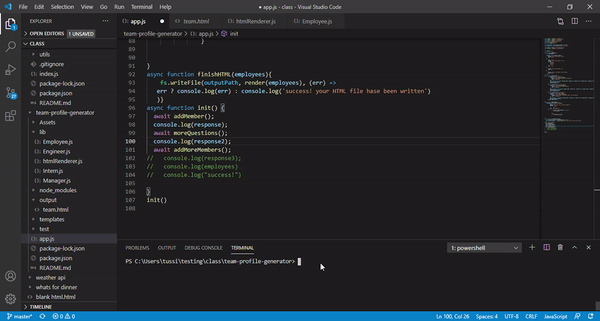 File Edit Selection View Go Run Terminal Help
● app.js - class - Visual Studio Code
EXPLORER
OPEN EDITORS 1 UNSAVED
CLASS
utils
.gitignore
index.js
package-lock.json
package.json
README.md
team-profile-generator
Assets
lib
Employee.js
Engineer.js
htmlRenderer.js
Intern.js
Manager.js
node_modules
output
team.html
templates
test
app.js
package-lock.json
package.json
README.md
weather api
whats for dinner
blank html.html
TIMELINE
app.js team.html htmlRenderer.js Employee.js
team-profile-generator > app.js > init
88 }
92 async function finishHTML(employees){
93 fs.writeFile(outputPath, render(employees), (err) =>
94 err ? console.log(err) : console.log('success! your HTML file hase been written')
95 )}
96 async function init() {
97 await addMember();
98 console.log(response);
99 await moreQuestions();
100 console.log(response2);
101 await addMoreMembers();
102 // console.log(response3);
103 // console.log(employees)
104 // console.log("success!")
105
106 }
107 init()
108
PROBLEMS OUTPUT DEBUG CONSOLE TERMINAL
1: powershell
PS C:\Users\tussi\testing\class\team-profile-generator>
master* 0 0
Ln 100, Col 26 Spaces: 4 UTF-8 CRLF JavaScript